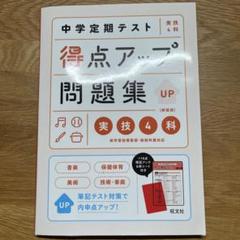 中学定期テスト
実技
4科
得点アップ
問題集
UP
実技4科
音楽
保健体育
美術
技術・家庭
UP
筆記テスト対策で
内申点アップ!
旺文社